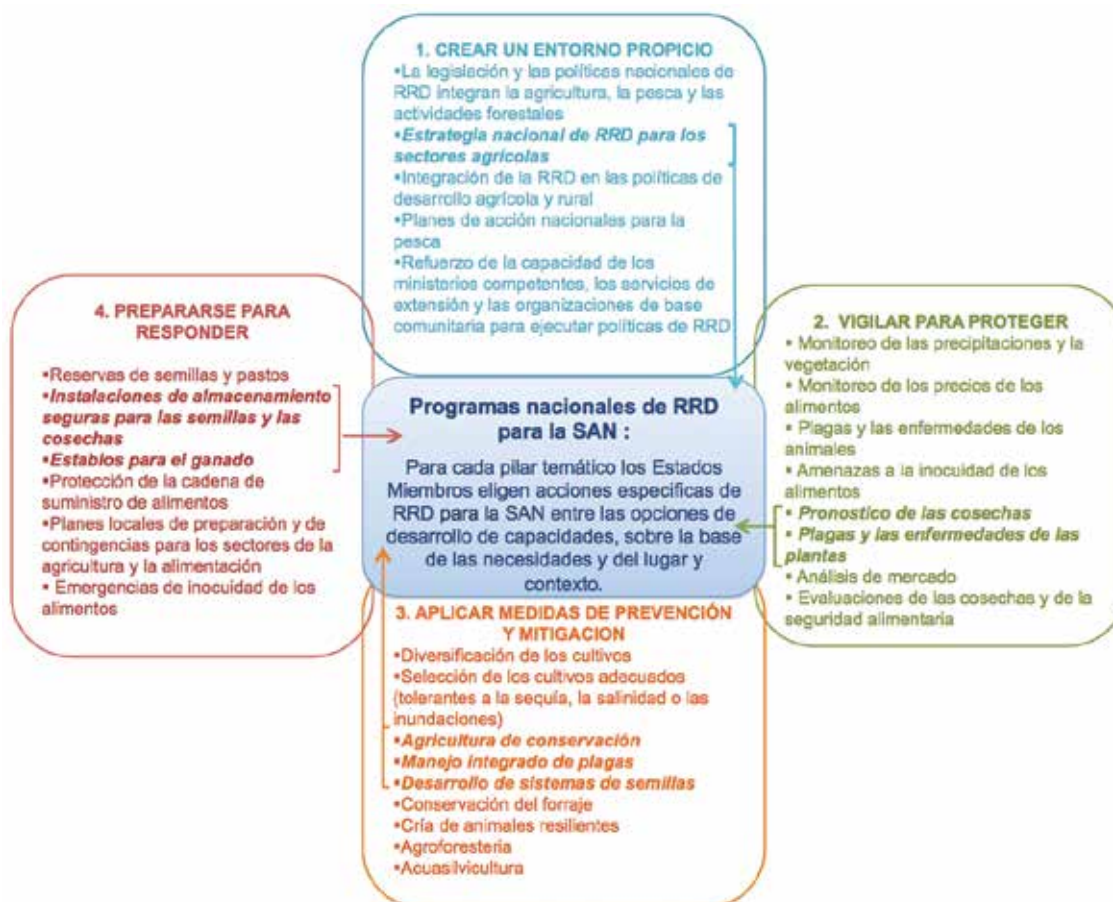 1. CREAR UN ENTORNO PROPICIO
•La legislación y las políticas nacionales de
RRD integran la agricultura, la pesca y las
actividades forestales
•Estrategia nacional de RRD para los
sectores agrícolas
•Integración de la RRD en las políticas de
desarrollo agrícola y rural
•Planes de acción nacionales para la
pesca
•Refuerzo de la capacidad de los
ministerios competentes, los servicios de
extensión y las organizaciones de base
comunitaria para ejecutar políticas de RRD
2. VIGILAR PARA PROTEGER
• Monitoreo de las precipitaciones y la
vegetación
• Monitoreo de los precios de los
alimentos
• Plagas y las enfermedades de los
animales
• Amenazas a la inocuidad de los
alimentos
• Pronostico de las cosechas
• Plagas y las enfermedades de las
plantes
• Análisis de mercado
• Evaluaciones de las cosechas y de la
seguridad alimentaria
Programas nacionales de RRD
para la SAN :
Para cada pilar temático los Estados
Miembros eligen acciones especificas de
RRD para la SAN entre las opciones de
desarrollo de capacidades, sobre la base
de las necesidades y del lugar y
contexto.
3. APLICAR MEDIDAS DE PREVENCIÓN
Y MITIGACION
•Diversificación de los cultivos
•Selección de los cultivos adecuados
(tolerantes a la sequía, la salinidad o las
inundaciones)
•Agricultura de conservación
•Manejo integrado de plagas
•Desarrollo de sistemas de semillas
•Conservación del forraje
•Cría de animales resilientes
•Agroforesteria
•Acuasilvicultura
4. PREPARARSE PARA
RESPONDER
•Reservas de semillas y pastos
•Instalaciones de almacenamiento
seguras para las semillas y las
cosechas
•Establos para el ganado
•Protección de la cadena de
suministro de alimentos
•Planes locales de preparación y de
contingencias para los sectores de la
agricultura y la alimentación
• Emergencias de inocuidad de los
alimentos